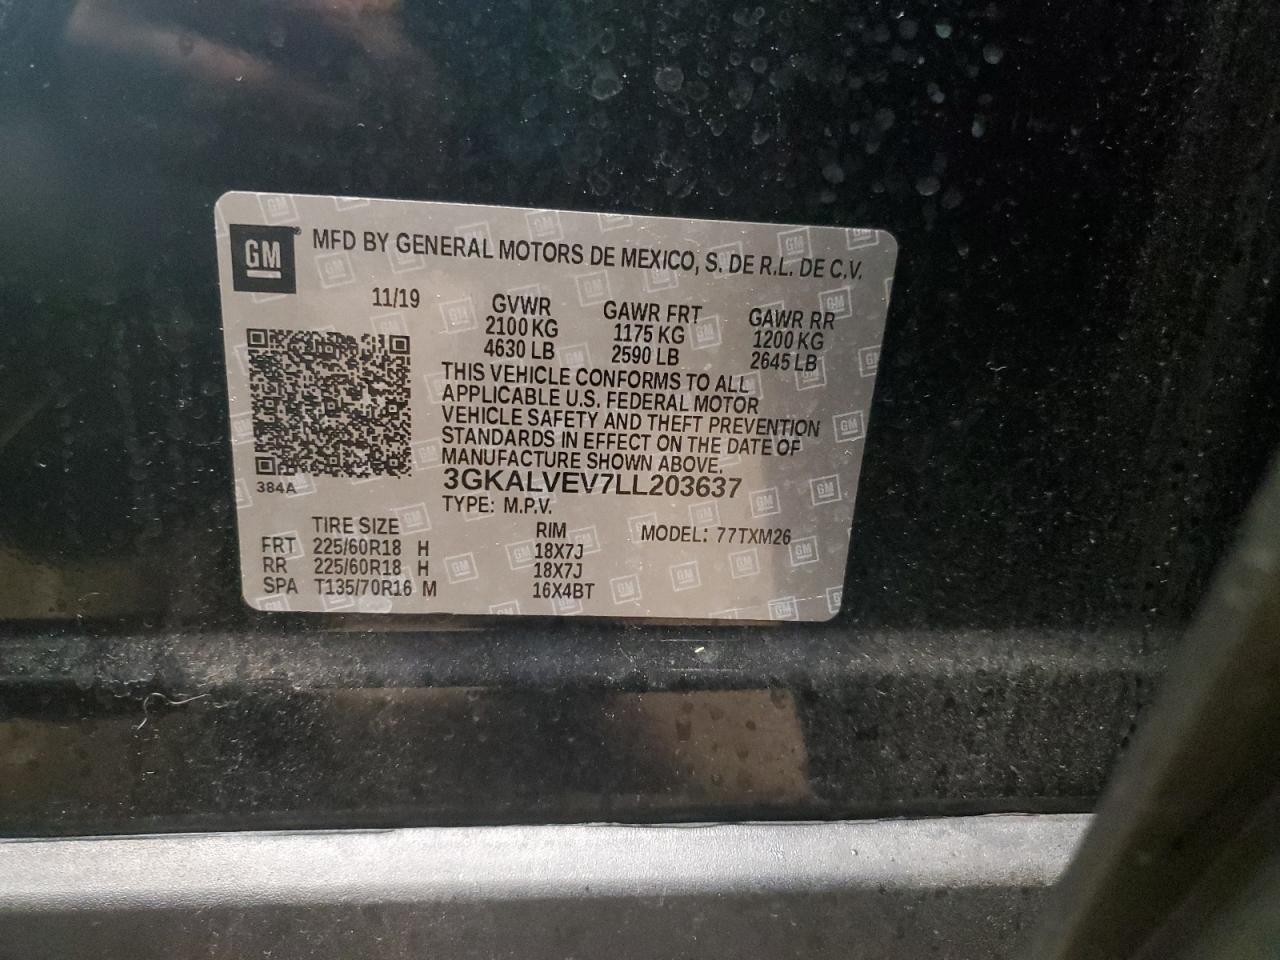 GM MFD BY GENERAL MOTORS DE MEXICO, S. DE R.L. DE C.V.
11/19 GVWR GAWR FRT GAWR RR
2100 KG 1175 KG 1200 KG
4630 LB 2590 LB 2645 LB
THIS VEHICLE CONFORMS TO ALL
APPLICABLE U.S. FEDERAL MOTOR
VEHICLE SAFETY AND THEFT PREVENTION
STANDARDS IN EFFECT ON THE DATE OF
MANUFACTURE SHOWN ABOVE.
384A 3GKALVEV7LL203637
TYPE: M.P.V.
TIRE SIZE RIM MODEL: 77TXM26
FRT 225/60R18 H 18X7J
RR 225/60R18 H 18X7J
SPA T135/70R16 M 16X4BT